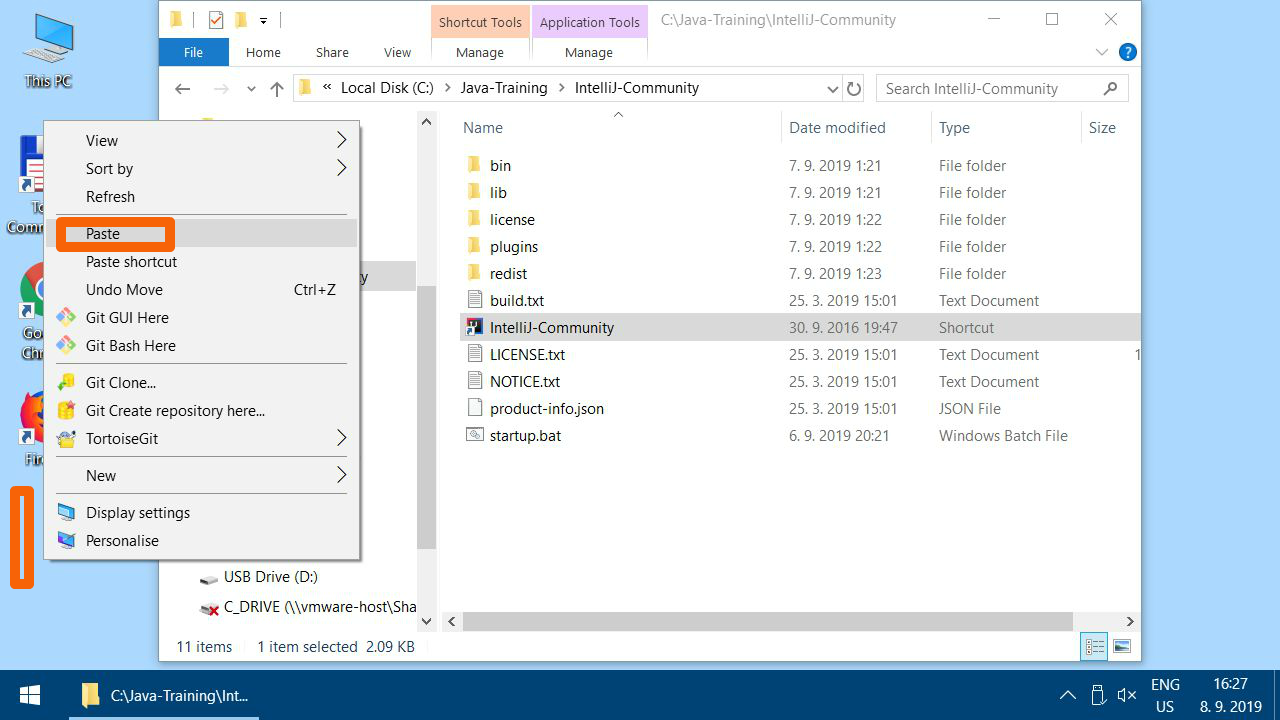 This PC
Shortcut Tools
Application Tools
C:\Java-Training\IntelliJ-Community
File
Home
Share
View
Manage
Manage
?
« Local Disk (C:) > Java-Training > IntelliJ-Community
Search IntelliJ-Community
Name
Date modified
Type
Size
bin
7. 9. 2019 1:21
File folder
lib
7. 9. 2019 1:21
File folder
license
7. 9. 2019 1:22
File folder
plugins
7. 9. 2019 1:22
File folder
redist
7. 9. 2019 1:23
File folder
build.txt
25. 3. 2019 15:01
Text Document
IntelliJ-Community
30. 9. 2016 19:47
Shortcut
LICENSE.txt
25. 3. 2019 15:01
Text Document
1
NOTICE.txt
25. 3. 2019 15:01
Text Document
product-info.json
25. 3. 2019 15:01
JSON File
startup.bat
6. 9. 2019 20:21
Windows Batch File
View
Sort by
Refresh
Paste
Paste shortcut
Undo Move
Ctrl+Z
Git GUI Here
Git Bash Here
Git Clone...
Git Create repository here...
TortoiseGit
New
Display settings
Personalise
USB Drive (D:)
C_DRIVE (\\vmware-host\Sha
11 items
1 item selected 2.09 KB
C:\Java-Training\Int...
ENG
US
16:27
8. 9. 2019